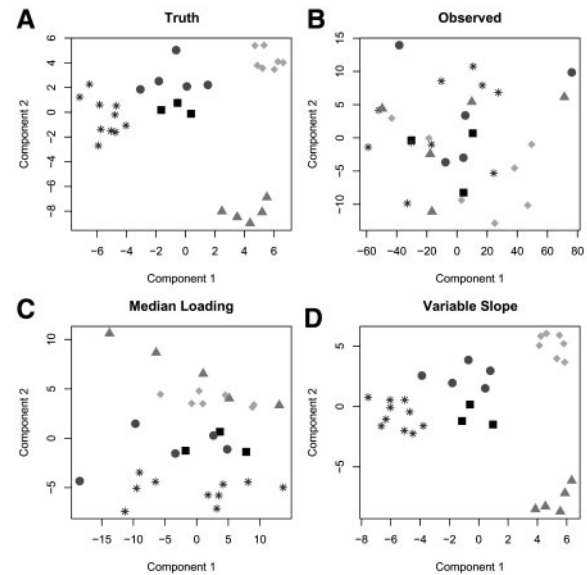 A
Truth
Component 2
6
4
2
0
−2
−4
−6
−8
−6 −4 −2 0 2 4 6
Component 1
B
Observed
Component 2
15
10
5
0
−5
−10
−60 −40 −20 0 20 40 60 80
Component 1
C
Median Loading
Component 2
10
5
0
−5
−15 −10 −5 0 5 10
Component 1
D
Variable Slope
Component 2
5
0
−5
−8 −6 −4 −2 0 2 4 6
Component 1